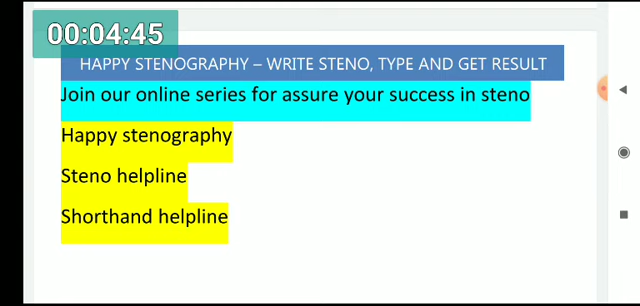 00:04:45
HAPPY STENOGRAPHY – WRITE STENO, TYPE AND GET RESULT
Join our online series for assure your success in steno
Happy stenography
Steno helpline
Shorthand helpline